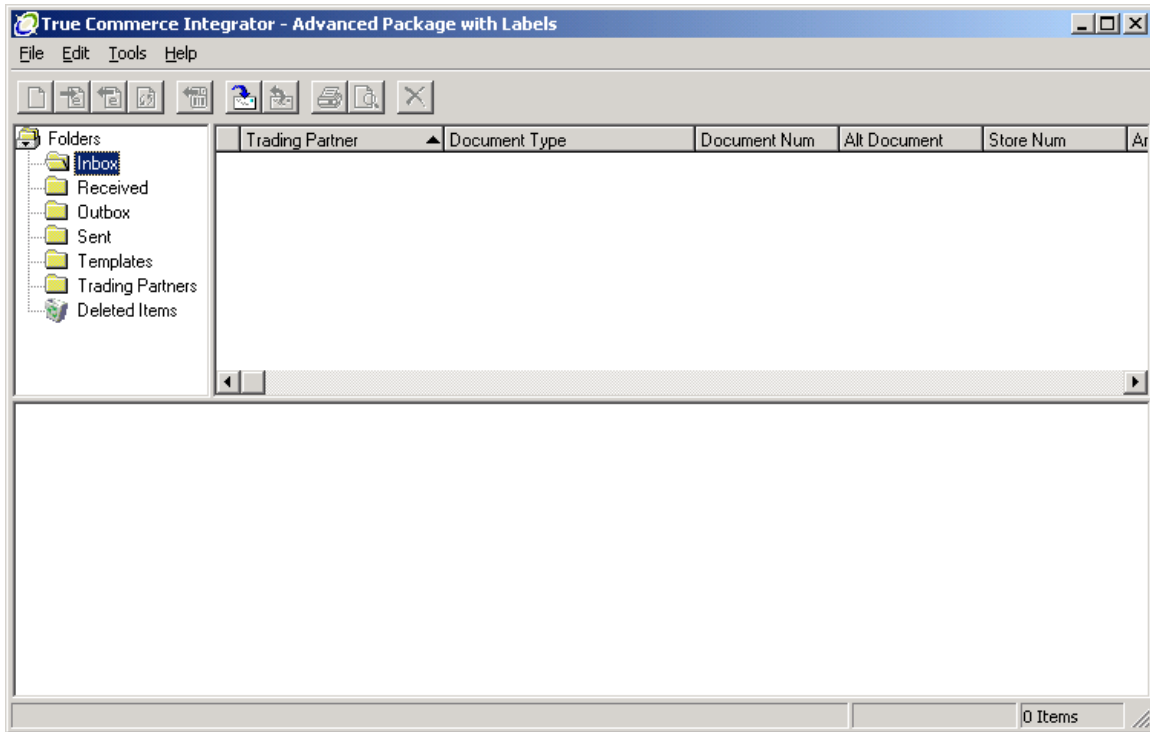 True Commerce Integrator - Advanced Package with Labels
File Edit Tools Help
Folders
Inbox
Received
Outbox
Sent
Templates
Trading Partners
Deleted Items
Trading Partner Document Type Document Num Alt Document Store Num Ar
0 Items